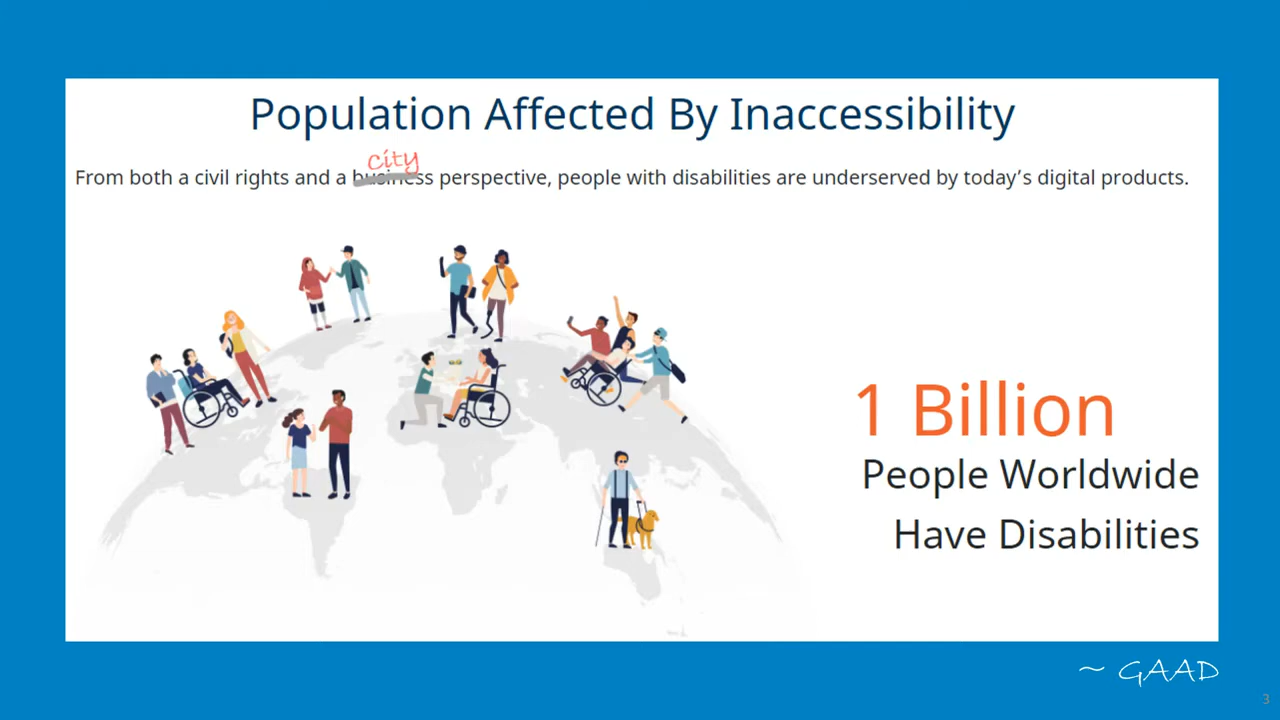 Population Affected By Inaccessibility
city
From both a civil rights and a business perspective, people with disabilities are underserved by today’s digital products.
1 Billion
People Worldwide
Have Disabilities
~ GAAD
3